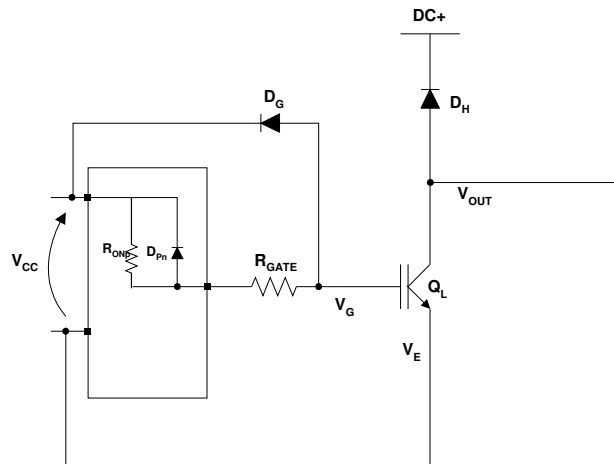 DC+
D_G
D_H
V_OUT
R_ONp
D_Pn
V_CC
R_GATE
Q_L
V_G
V_E